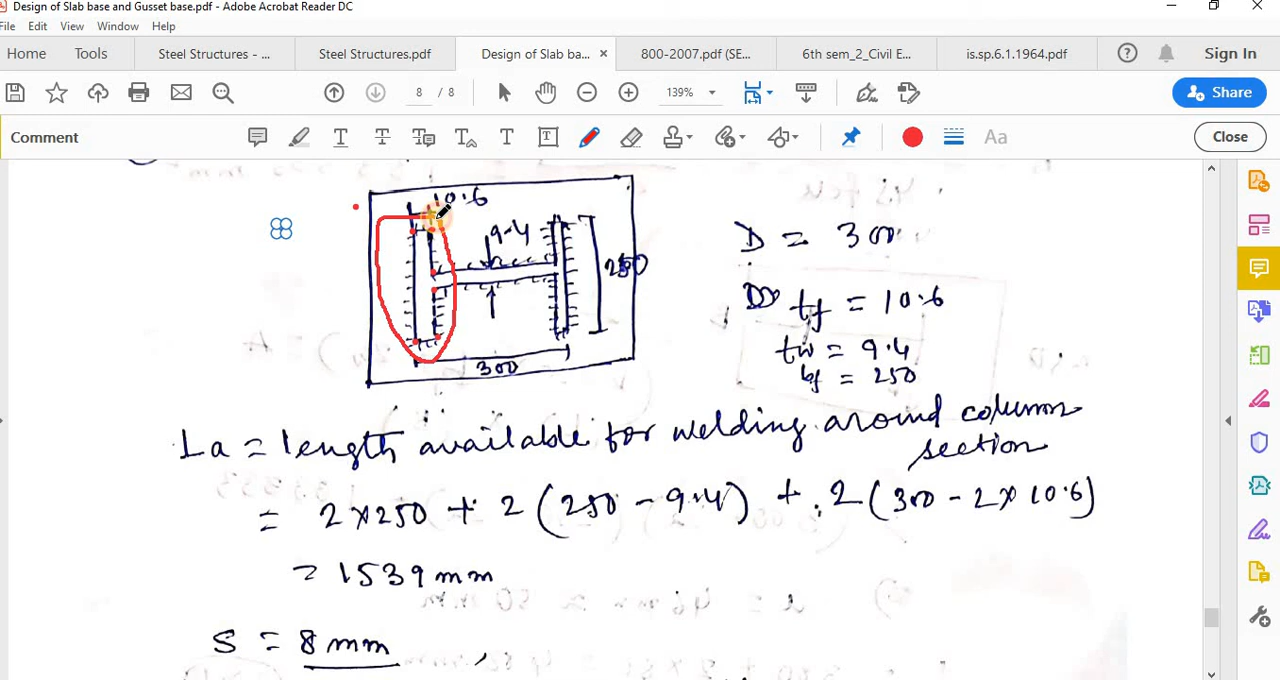 Design of Slab base and Gusset base.pdf - Adobe Acrobat Reader DC
File Edit View Window Help
Home Tools Steel Structures - ... Steel Structures.pdf Design of Slab ba... × 800-2007.pdf (SE... 6th sem_2_Civil E... is.sp.6.1.1964.pdf Sign In
8 / 8 139% Share
Comment Aa Close
10.6
9.4
250
300
D = 300
tf = 10.6
tw = 9.4
bf = 250
La = length available for welding around column
section
= 2×250 + 2(250 - 9.4) + 2(300 - 2×10.6)
= 1539 mm
S = 8 mm